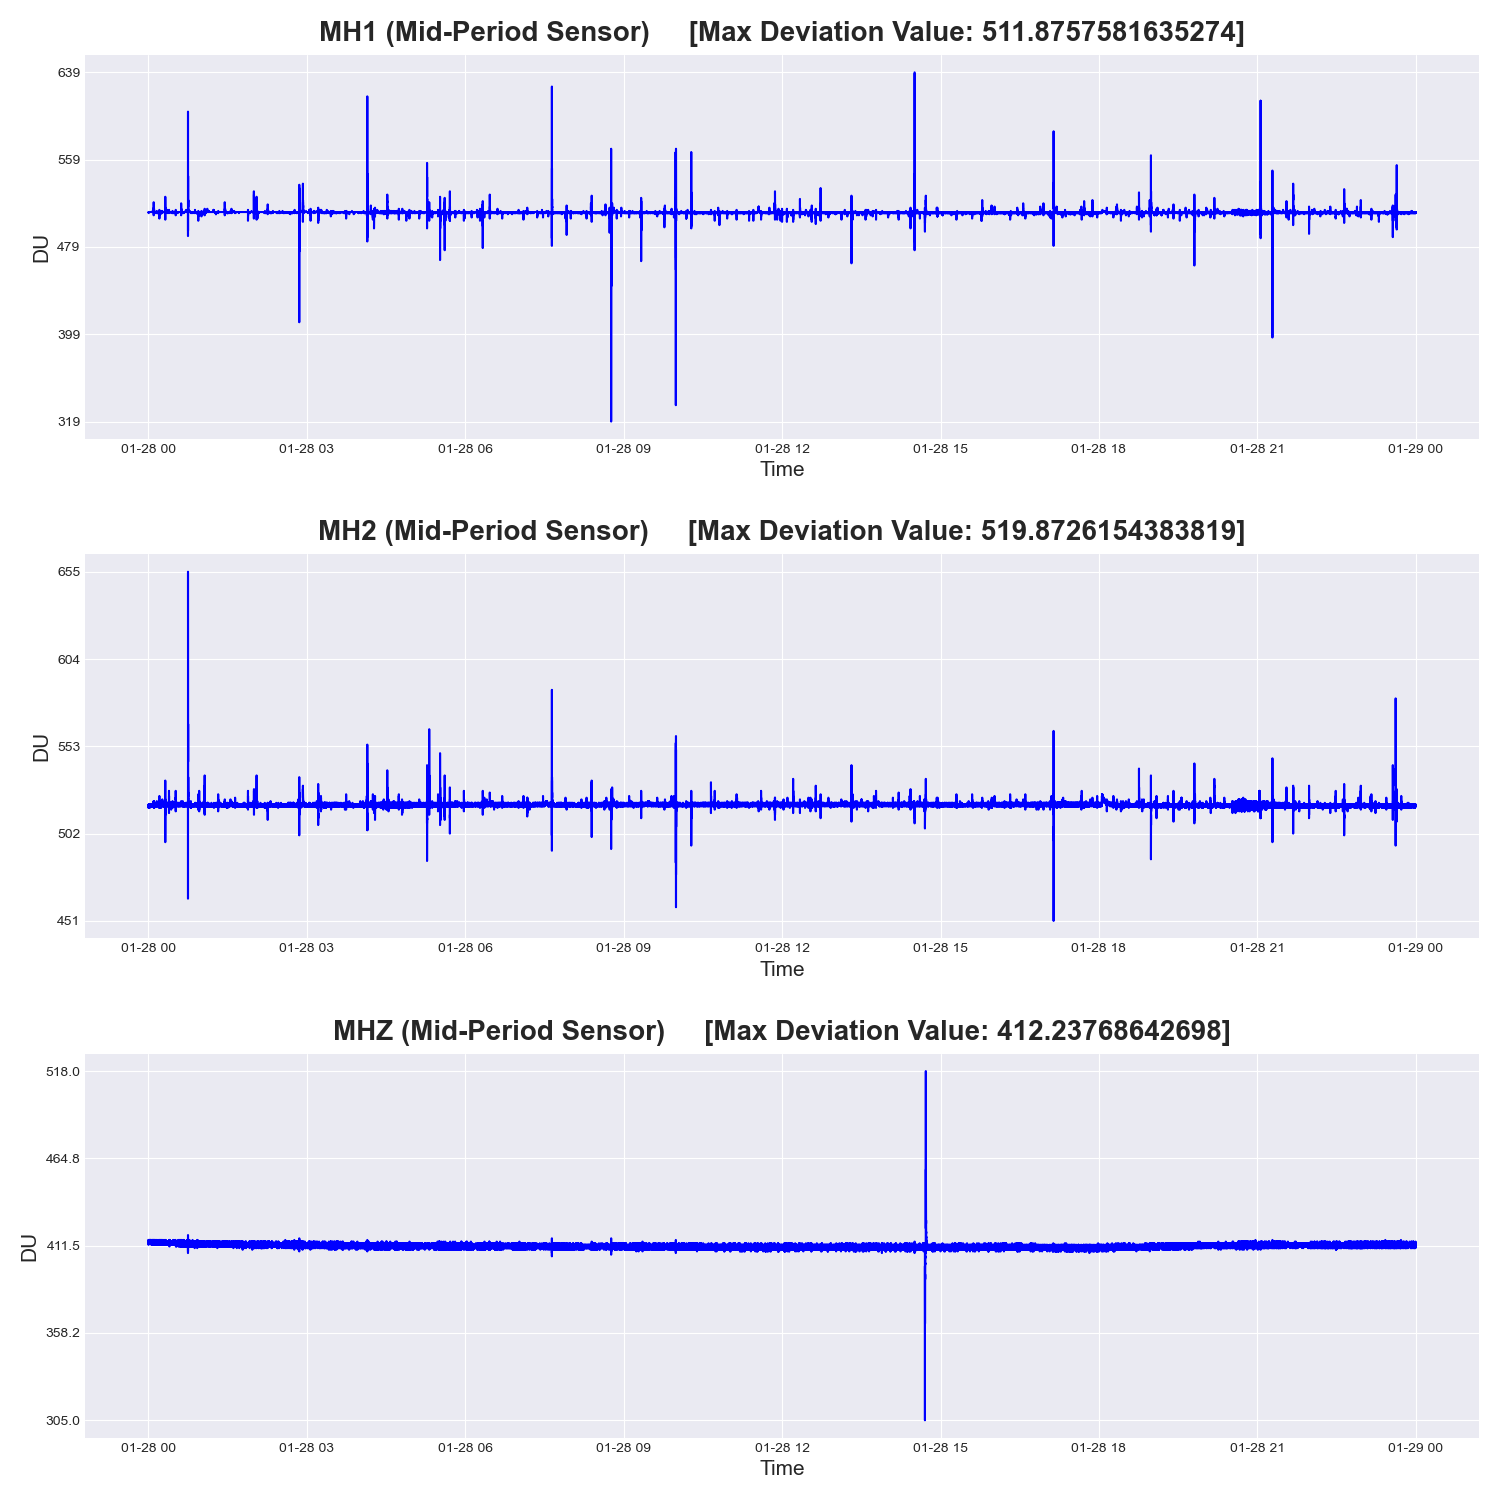 MH1 (Mid-Period Sensor) [Max Deviation Value: 511.8757581635274]
639
559
479
399
319
DU
01-28 00 01-28 03 01-28 06 01-28 09 01-28 12 01-28 15 01-28 18 01-28 21 01-29 00
Time
MH2 (Mid-Period Sensor) [Max Deviation Value: 519.8726154383819]
655
604
553
502
451
DU
01-28 00 01-28 03 01-28 06 01-28 09 01-28 12 01-28 15 01-28 18 01-28 21 01-29 00
Time
MHZ (Mid-Period Sensor) [Max Deviation Value: 412.23768642698]
518.0
464.8
411.5
358.2
305.0
DU
01-28 00 01-28 03 01-28 06 01-28 09 01-28 12 01-28 15 01-28 18 01-28 21 01-29 00
Time